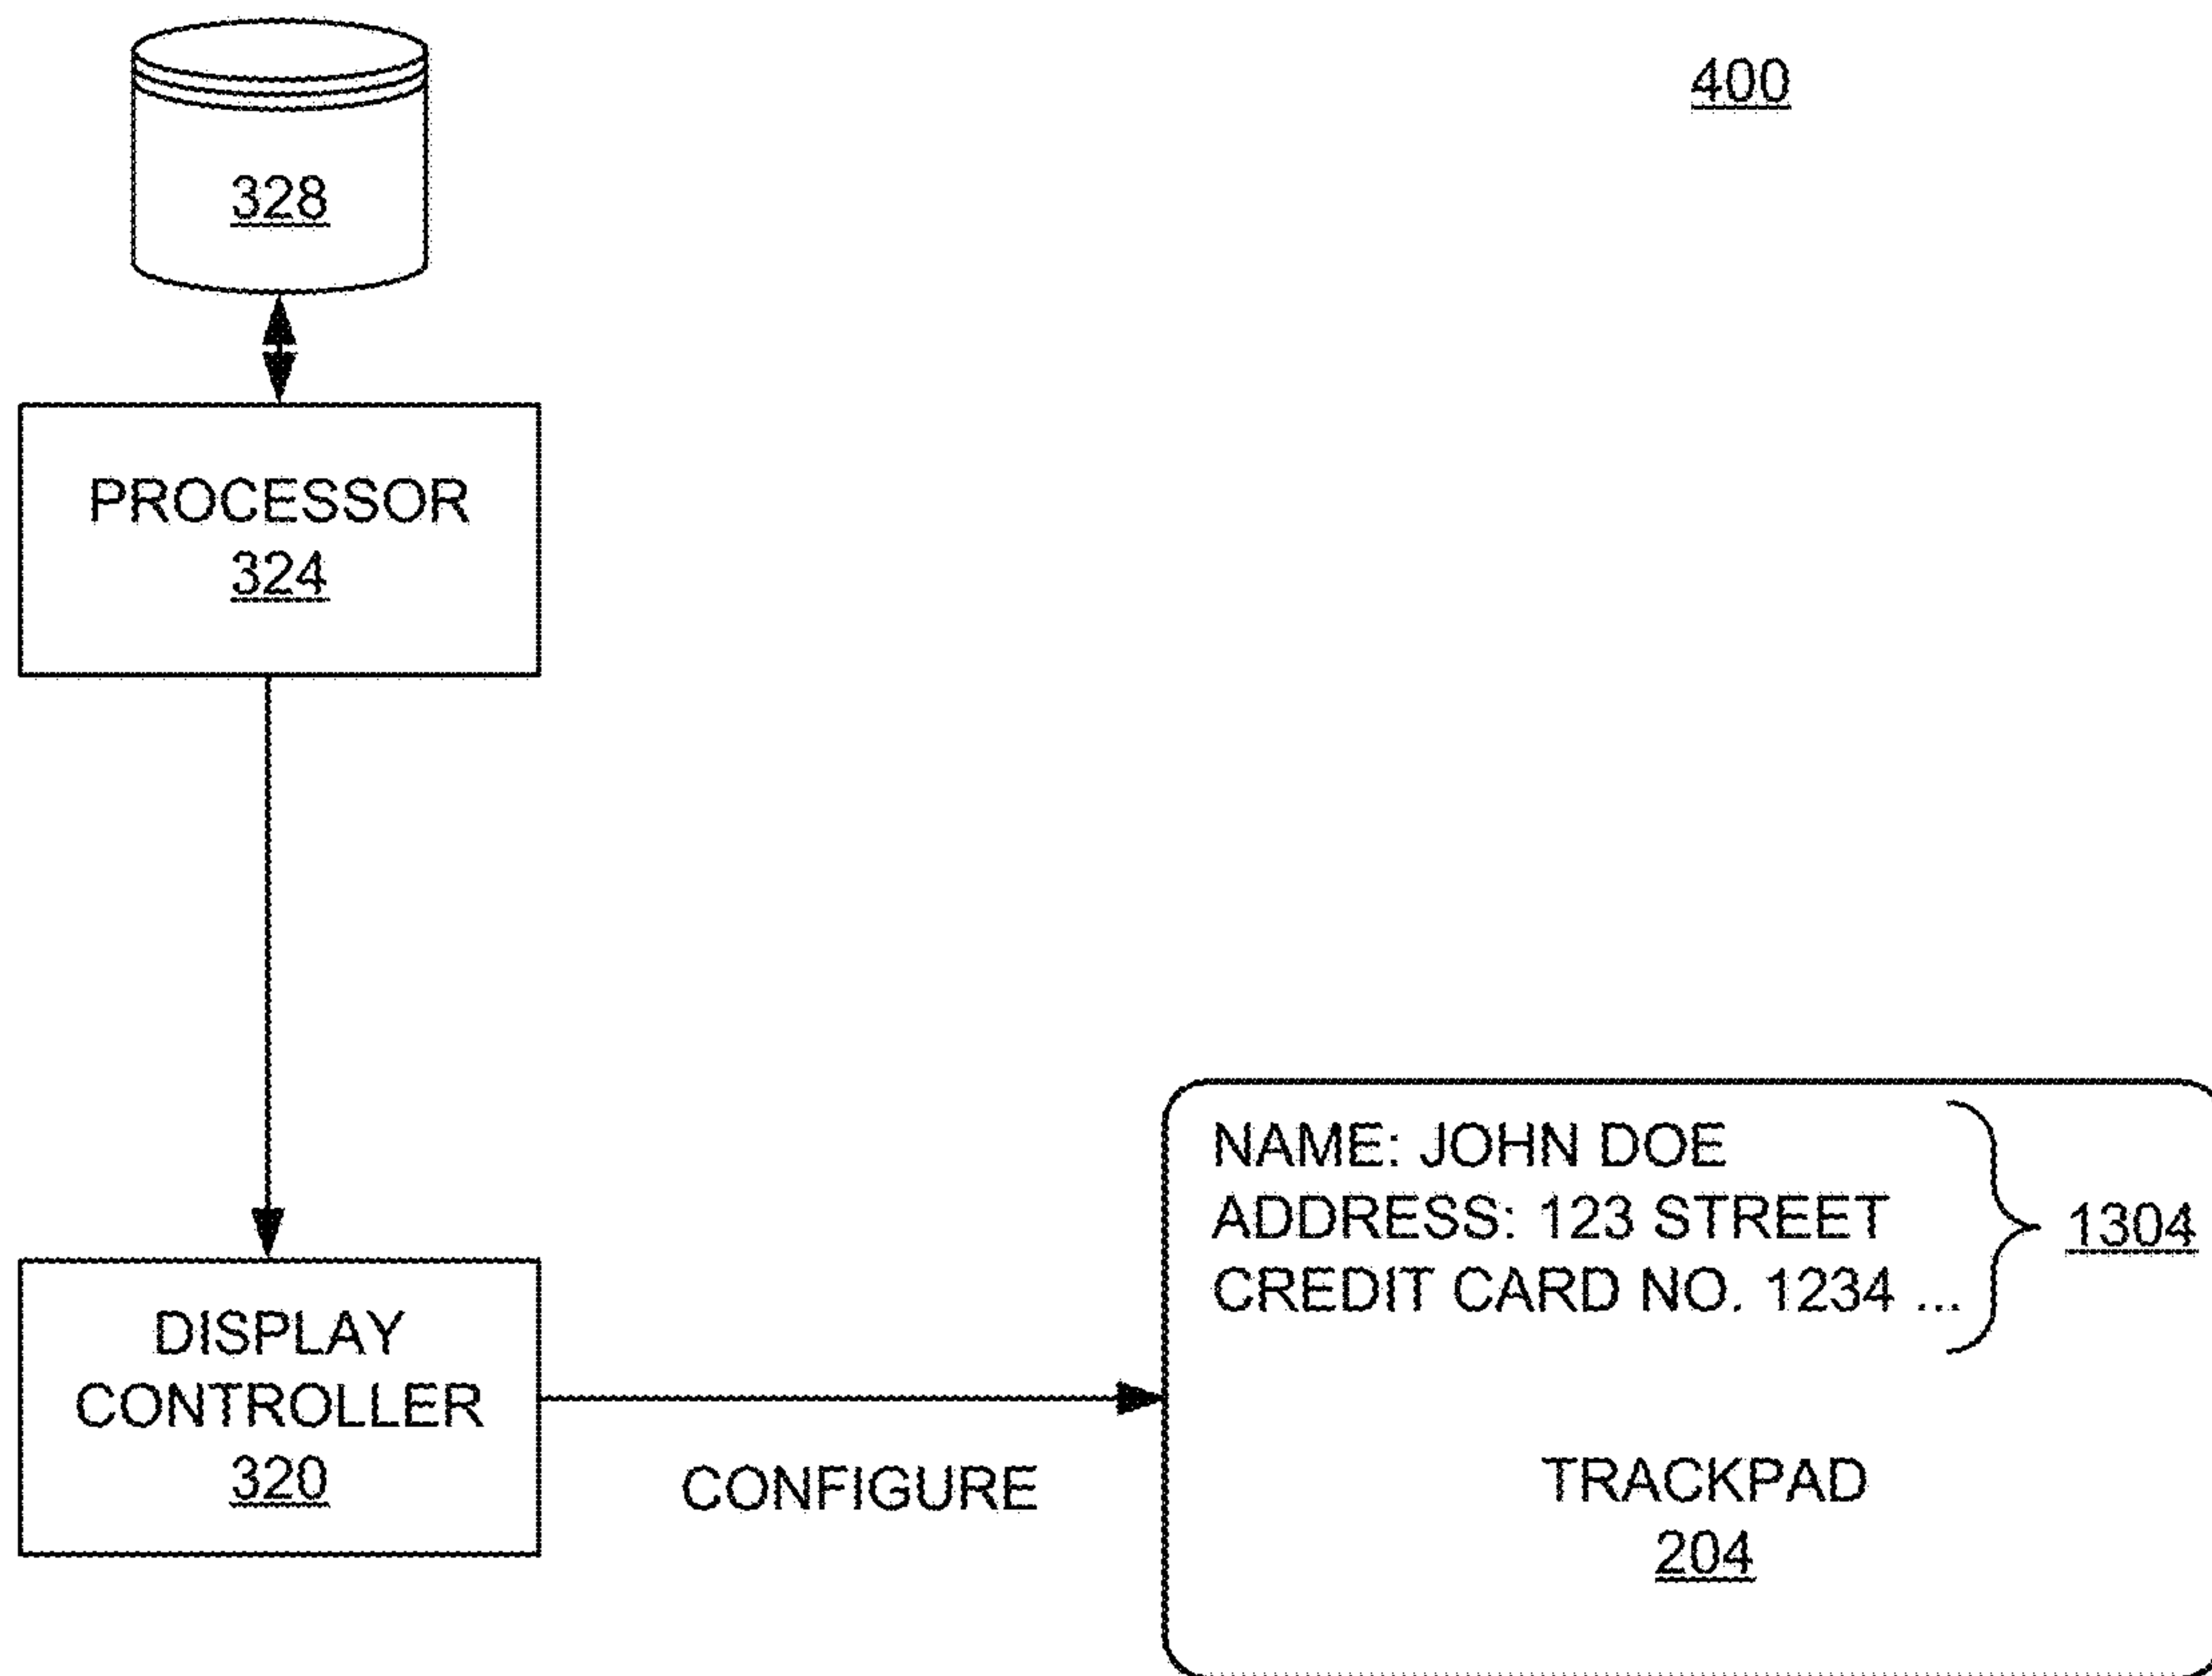 400
328
PROCESSOR
324
NAME: JOHN DOE
ADDRESS: 123 STREET
CREDIT CARD NO. 1234 ...
1304
DISPLAY
CONTROLLER
320
CONFIGURE
TRACKPAD
204